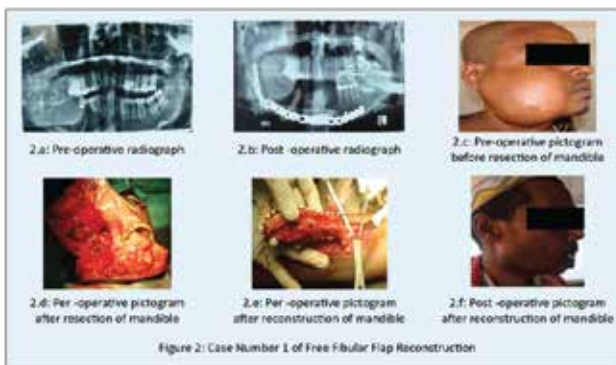 2.a: Pre-operative radiograph
2.b: Post -operative radiograph
2.c: Pre-operative pictogram
before resection of mandible
2.d: Per -operative pictogram
after resection of mandible
2.e: Per -operative pictogram
after reconstruction of mandible
2.f: Post -operative pictogram
after reconstruction of mandible
Figure 2: Case Number 1 of Free Fibular Flap Reconstruction